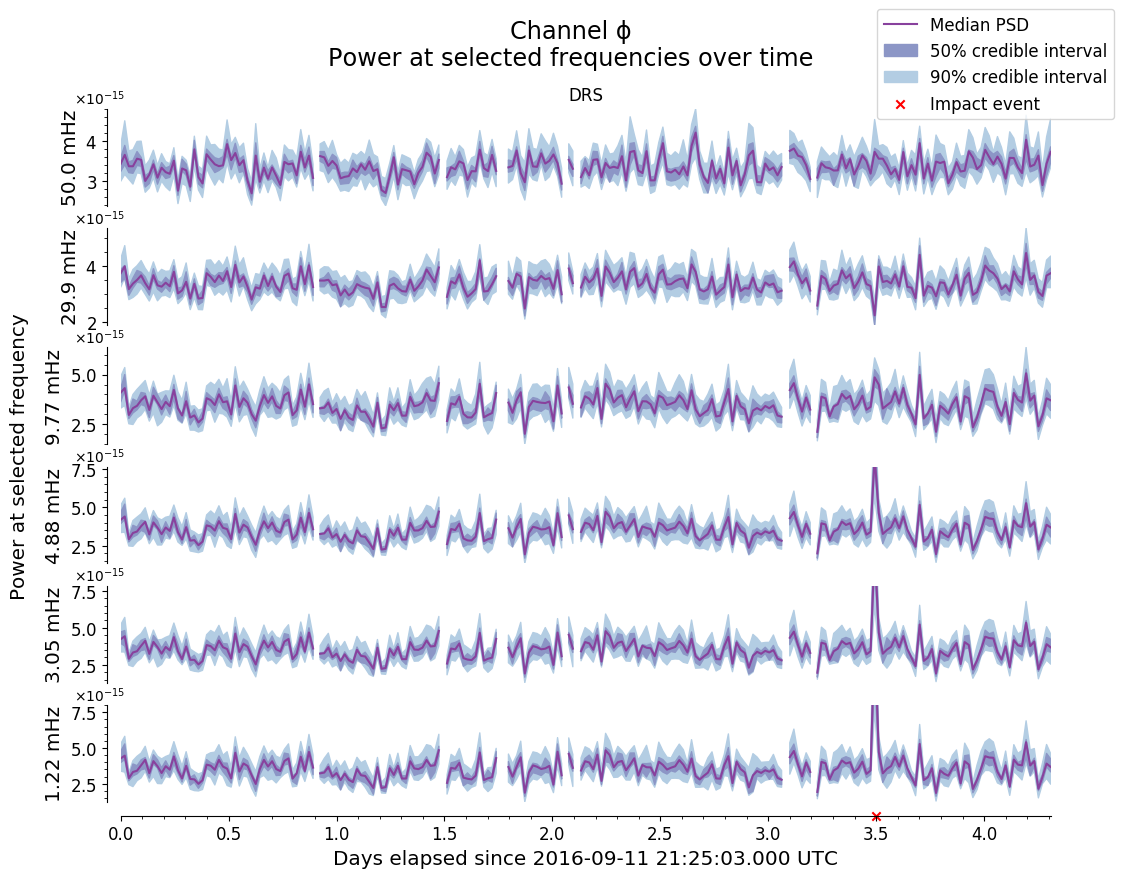 Channel ϕ
Power at selected frequencies over time
DRS
Median PSD
50% credible interval
90% credible interval
Impact event
Power at selected frequency
×10⁻¹⁵
50.0 mHz
4
3
×10⁻¹⁵
29.9 mHz
4
2
×10⁻¹⁵
9.77 mHz
5.0
2.5
×10⁻¹⁵
4.88 mHz
7.5
5.0
2.5
×10⁻¹⁵
3.05 mHz
7.5
5.0
2.5
×10⁻¹⁵
1.22 mHz
7.5
5.0
2.5
0.0 0.5 1.0 1.5 2.0 2.5 3.0 3.5 4.0
Days elapsed since 2016-09-11 21:25:03.000 UTC